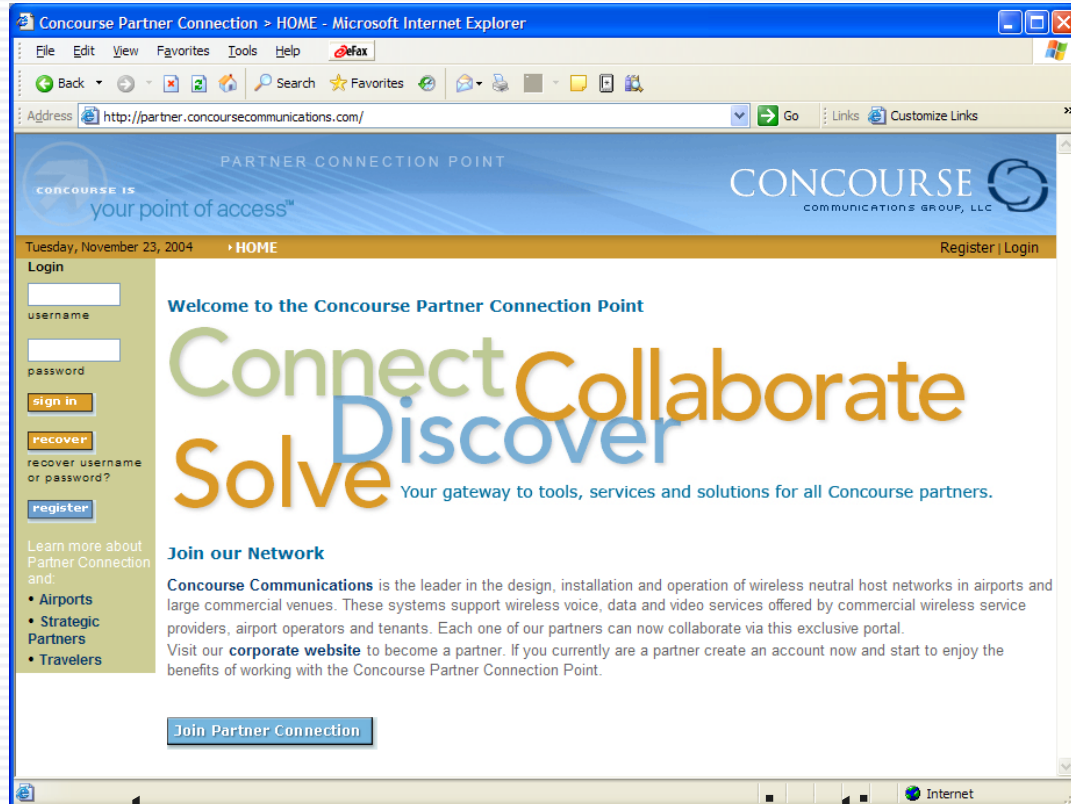 Concourse Partner Connection > HOME - Microsoft Internet Explorer
File Edit View Favorites Tools Help eFax
Back Search Favorites
Address http://partner.concoursecommunications.com/ Go Links Customize Links »
PARTNER CONNECTION POINT
CONCOURSE IS
your point of access℠
CONCOURSE
COMMUNICATIONS GROUP, LLC
Tuesday, November 23, 2004 HOME Register | Login
Login
username
password
sign in
recover
recover username
or password?
register
Learn more about
Partner Connection
and:
• Airports
• Strategic
Partners
• Travelers
Welcome to the Concourse Partner Connection Point
Connect Collaborate
Discover
Solve
Your gateway to tools, services and solutions for all Concourse partners.
Join our Network
Concourse Communications is the leader in the design, installation and operation of wireless neutral host networks in airports and
large commercial venues. These systems support wireless voice, data and video services offered by commercial wireless service
providers, airport operators and tenants. Each one of our partners can now collaborate via this exclusive portal.
Visit our corporate website to become a partner. If you currently are a partner create an account now and start to enjoy the
benefits of working with the Concourse Partner Connection Point.
Join Partner Connection
Internet